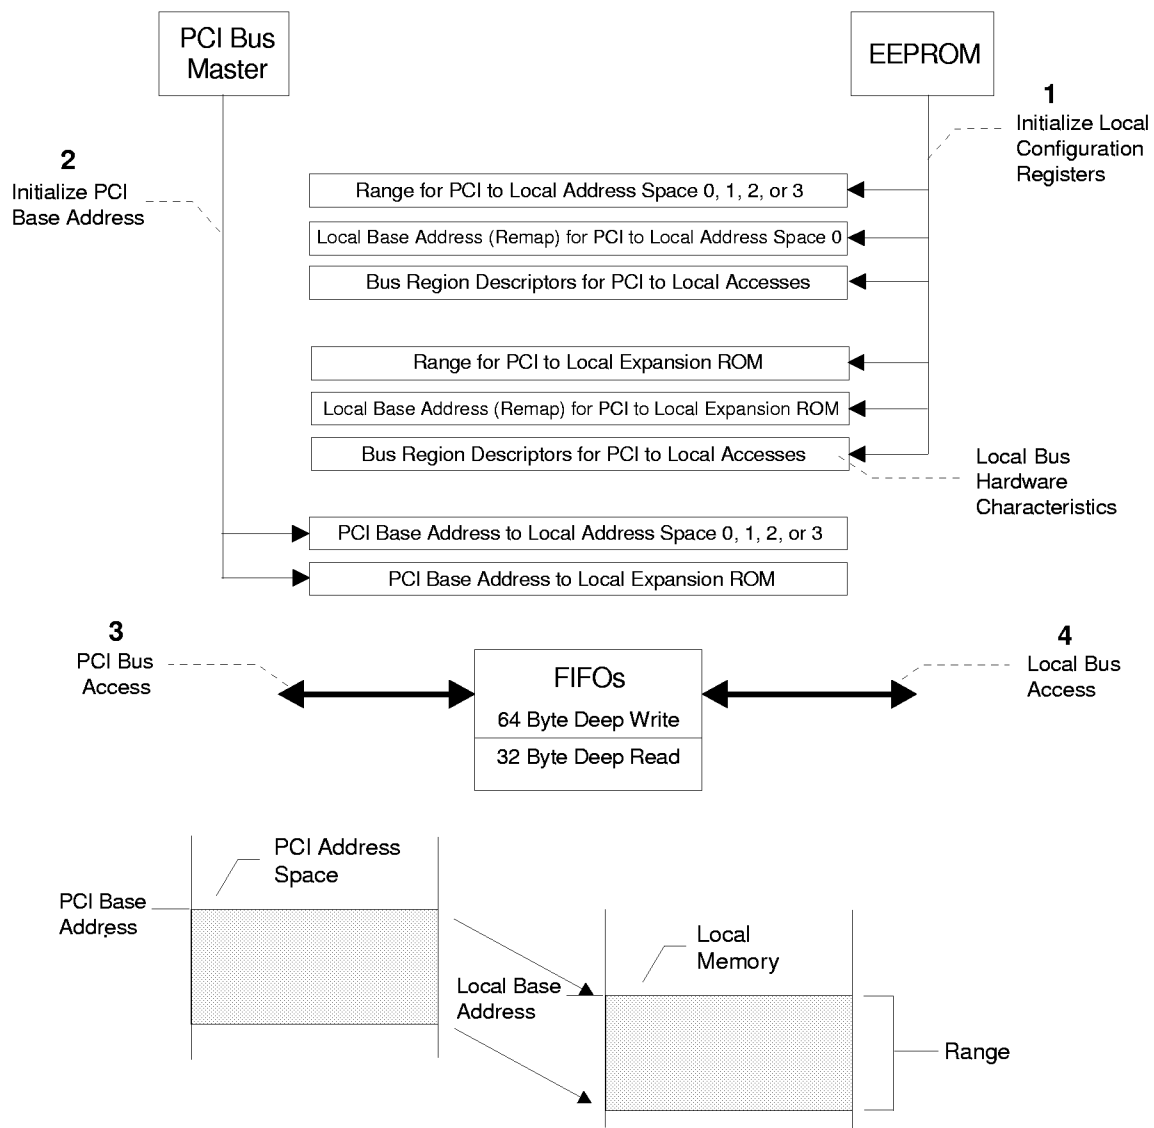 PCI Bus
Master
EEPROM
1
Initialize Local
Configuration
Registers
2
Initialize PCI
Base Address
Range for PCI to Local Address Space 0, 1, 2, or 3
Local Base Address (Remap) for PCI to Local Address Space 0
Bus Region Descriptors for PCI to Local Accesses
Range for PCI to Local Expansion ROM
Local Base Address (Remap) for PCI to Local Expansion ROM
Bus Region Descriptors for PCI to Local Accesses
Local Bus
Hardware
Characteristics
PCI Base Address to Local Address Space 0, 1, 2, or 3
PCI Base Address to Local Expansion ROM
3
PCI Bus
Access
FIFOs
64 Byte Deep Write
32 Byte Deep Read
4
Local Bus
Access
PCI Address
Space
PCI Base
Address
Local
Memory
Local Base
Address
Range